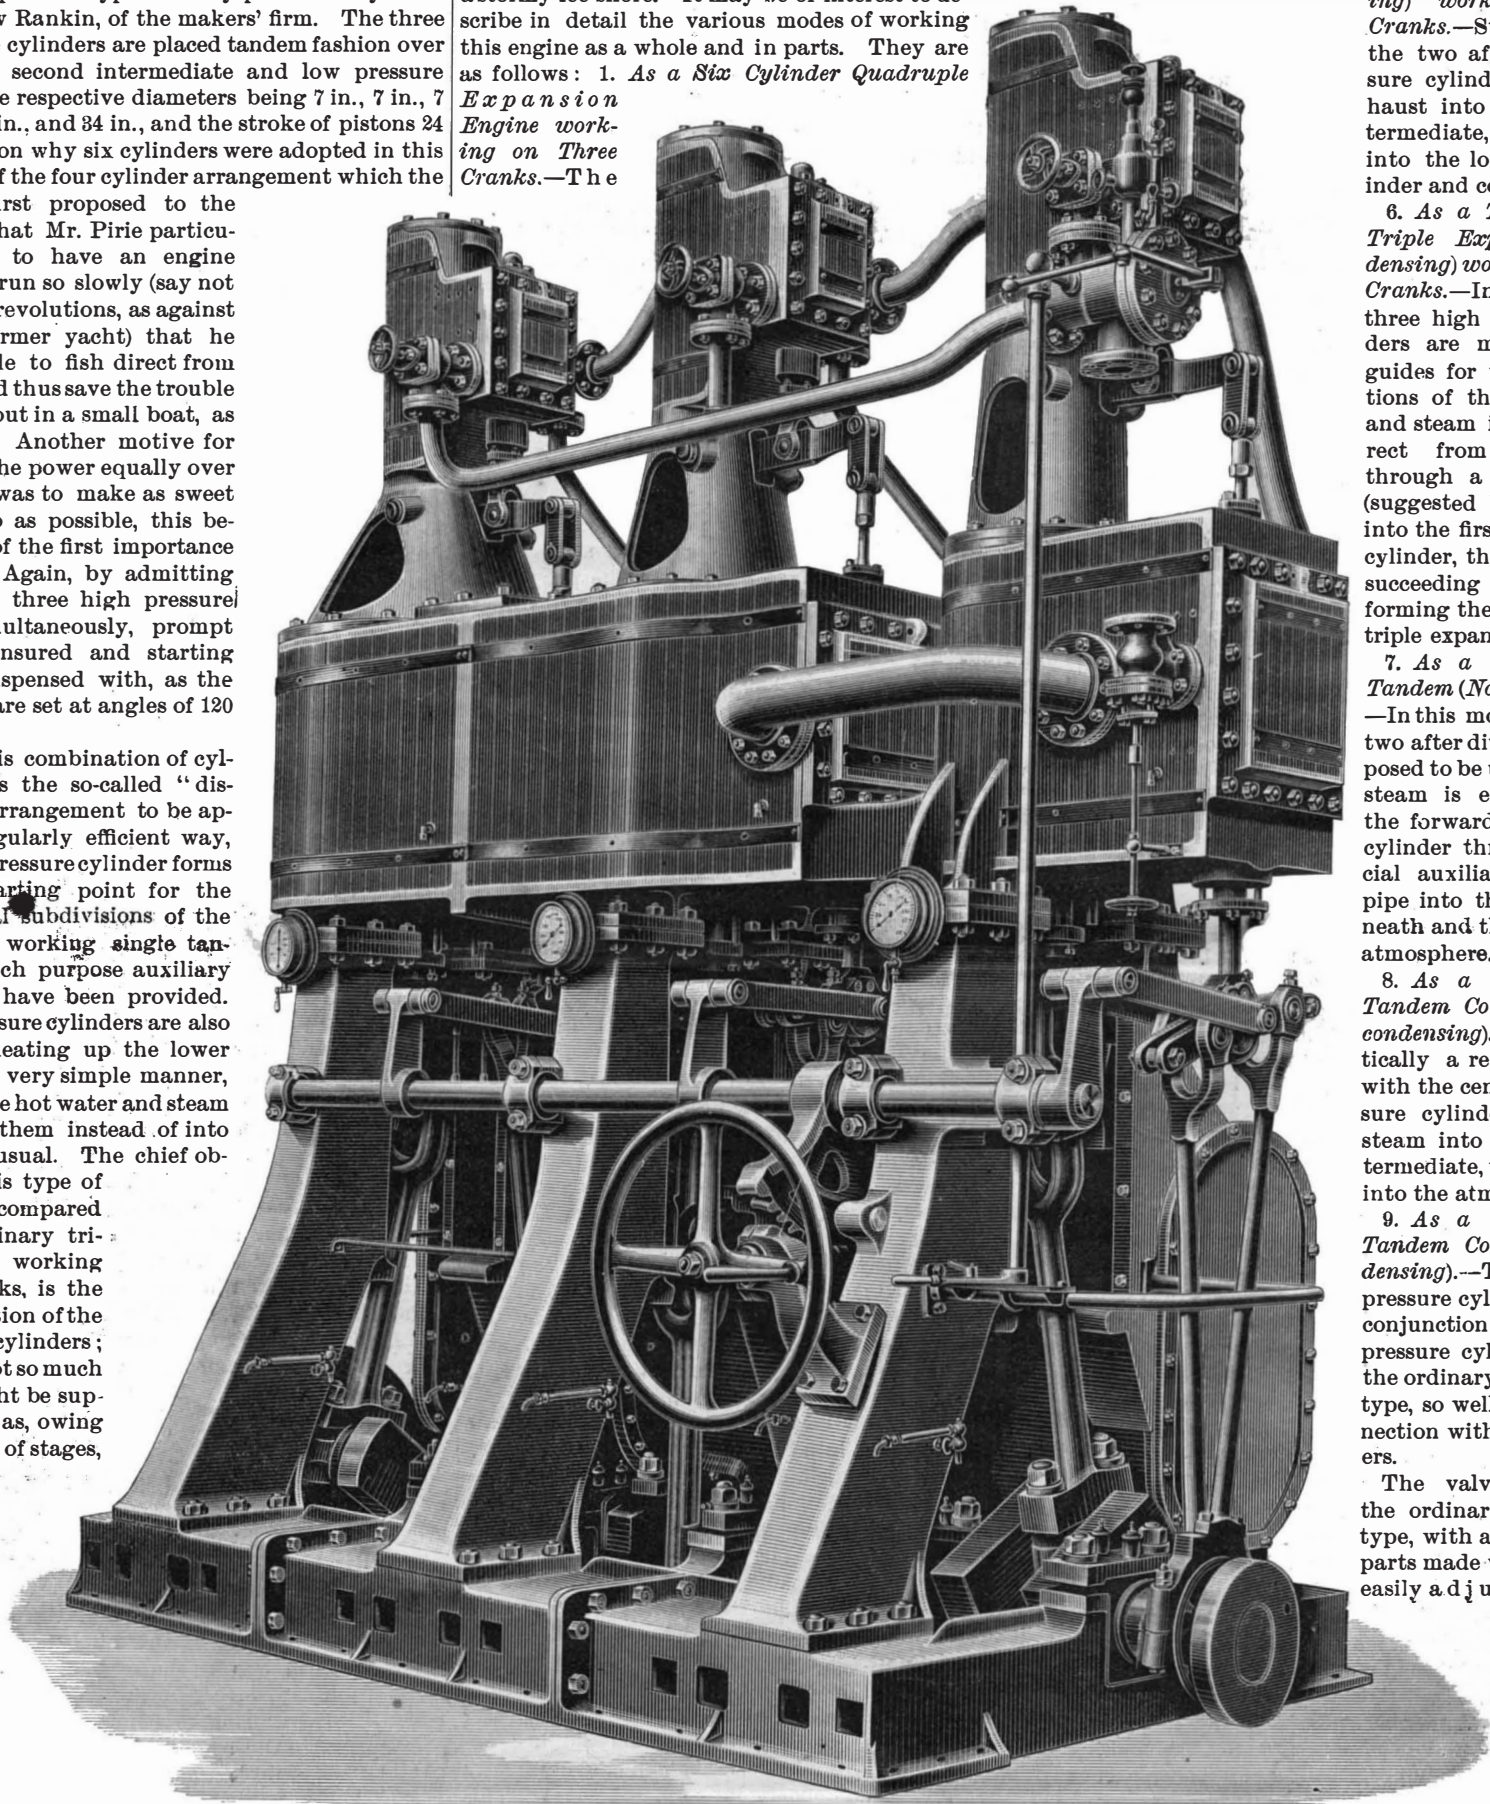 w Rankin, of the makers' firm. The three
cylinders are placed tandem fashion over
second intermediate and low pressure
e respective diameters being 7 in., 7 in., 7
in., and 34 in., and the stroke of pistons 24
on why six cylinders were adopted in this
f the four cylinder arrangement which the
rst proposed to the
hat Mr. Pirie particu-
to have an engine
run so slowly (say not
revolutions, as against
rmer yacht) that he
le to fish direct from
d thus save the trouble
out in a small boat, as
Another motive for
he power equally over
was to make as sweet
o as possible, this be-
of the first importance
Again, by admitting
three high pressure
ultaneously, prompt
nsured and starting
spensed with, as the
are set at angles of 120
is combination of cyl-
s the so-called "dis-
rrangement to be ap-
gularly efficient way,
ressure cylinder forms
arting point for the
al subdivisions of the
working single tan-
ch purpose auxiliary
have been provided.
sure cylinders are also
eating up the lower
very simple manner,
e hot water and steam
them instead of into
usual. The chief ob-
is type of
compared
inary tri-
working
ks, is the
tion of the
cylinders;
ot so much
ht be sup-
as, owing
of stages,
scribe in detail the various modes of working
this engine as a whole and in parts. They are
as follows: 1. As a Six Cylinder Quadruple
Expansion
Engine work-
ing on Three
Cranks.—The
ing) work
Cranks.—S
the two af
sure cylind
haust into
termediate,
into the lo
inder and c
6. As a T
Triple Exp
densing) wo
Cranks.—In
three high
ders are m
guides for
tions of th
and steam i
rect from
through a
(suggested
into the firs
cylinder, th
succeeding
forming the
triple expan
7. As a
Tandem (No
—In this mo
two after di
posed to be
steam is e
the forward
cylinder thr
cial auxilia
pipe into th
neath and t
atmosphere.
8. As a
Tandem Co
condensing).
tically a re
with the cen
sure cylind
steam into
termediate,
into the atm
9. As a
Tandem Co
densing).—T
pressure cyl
conjunction
pressure cyl
the ordinary
type, so well
nection with
ers.
The valv
the ordinar
type, with a
parts made
easily adju